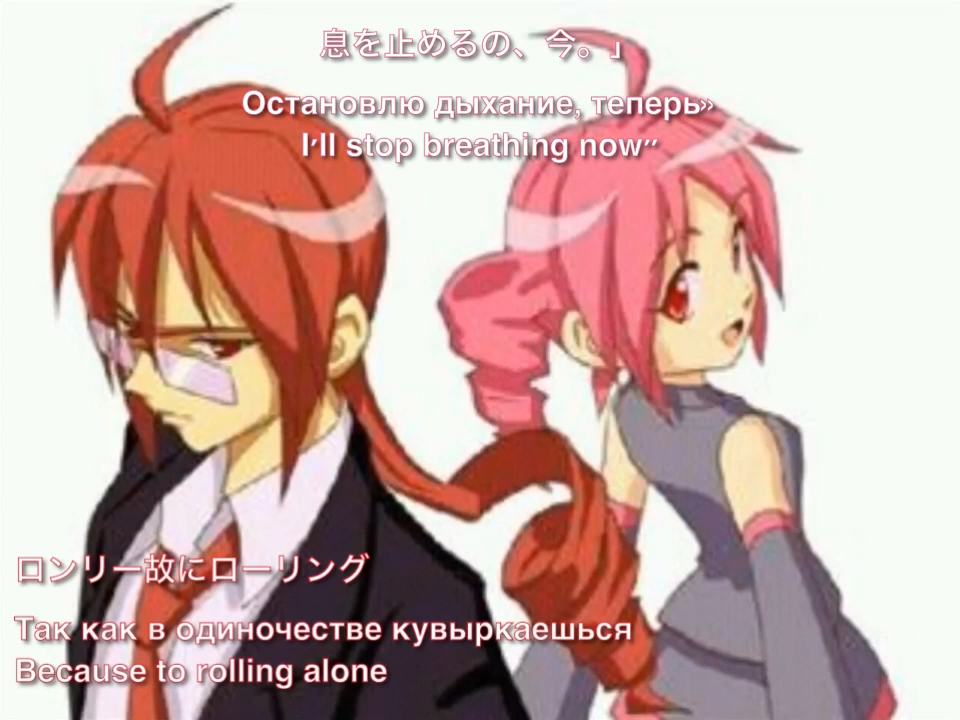 息を止めるの、今。」
Остановлю дыхание, теперь»
I'll stop breathing now"
ロンリー故にローリング
Так как в одиночестве кувыркаешься
Because to rolling alone